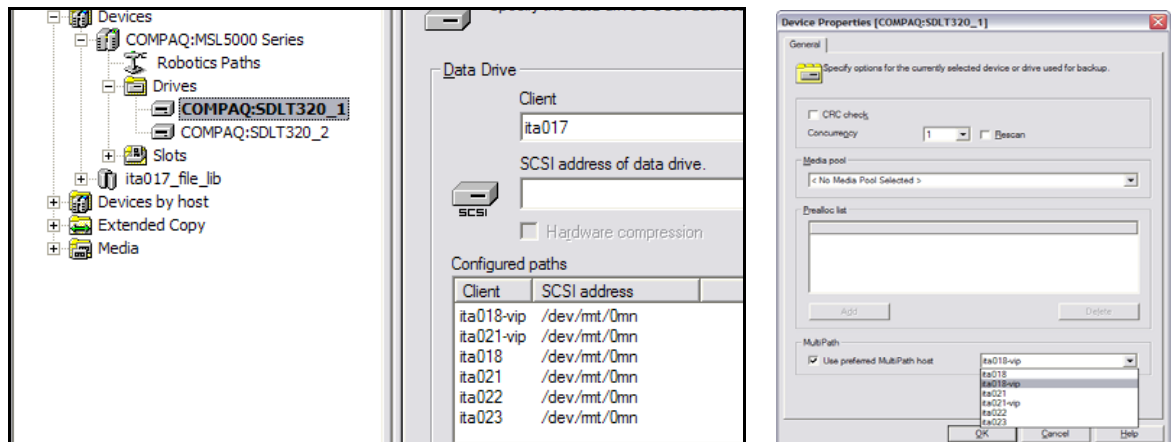 Devices
COMPAQ:MSL5000 Series
Robotics Paths
Drives
COMPAQ:SDLT320_1
COMPAQ:SDLT320_2
Slots
ita017_file_lib
Devices by host
Extended Copy
Media
Data Drive
Client
ita017
SCSI address of data drive.
SCSI
Hardware compression
Configured paths
Client SCSI address
ita018-vip /dev/rmt/0mn
ita021-vip /dev/rmt/0mn
ita018 /dev/rmt/0mn
ita021 /dev/rmt/0mn
ita022 /dev/rmt/0mn
ita023 /dev/rmt/0mn
Device Properties [COMPAQ:SDLT320_1]
General
Specify options for the currently selected device or drive used for backup.
CRC check
Concurrency 1 Rescan
Media pool
< No Media Pool Selected >
Prealloc list
Add Delete
MultiPath
Use preferred MultiPath host ita018-vip
ita018
ita018-vip
ita021
ita021-vip
ita022
ita023
OK Cancel Help